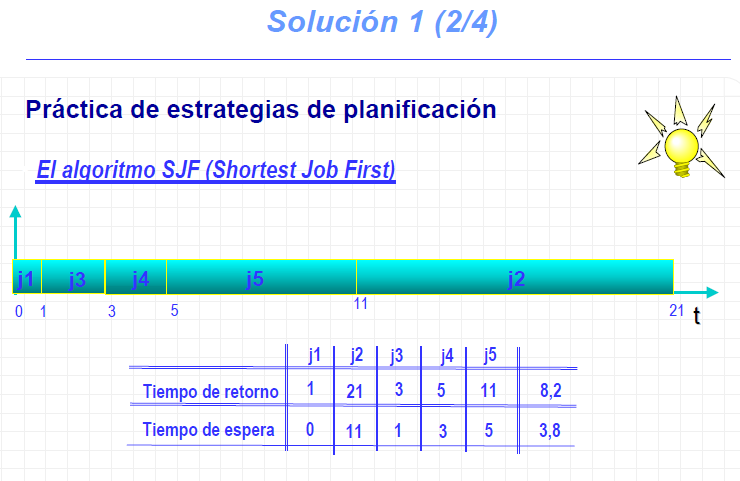 Solución 1 (2/4)
Práctica de estrategias de planificación
El algoritmo SJF (Shortest Job First)
j1 j3 j4 j5 j2
0 1 3 5 11 21 t
j1 j2 j3 j4 j5
Tiempo de retorno 1 21 3 5 11 8,2
Tiempo de espera 0 11 1 3 5 3,8